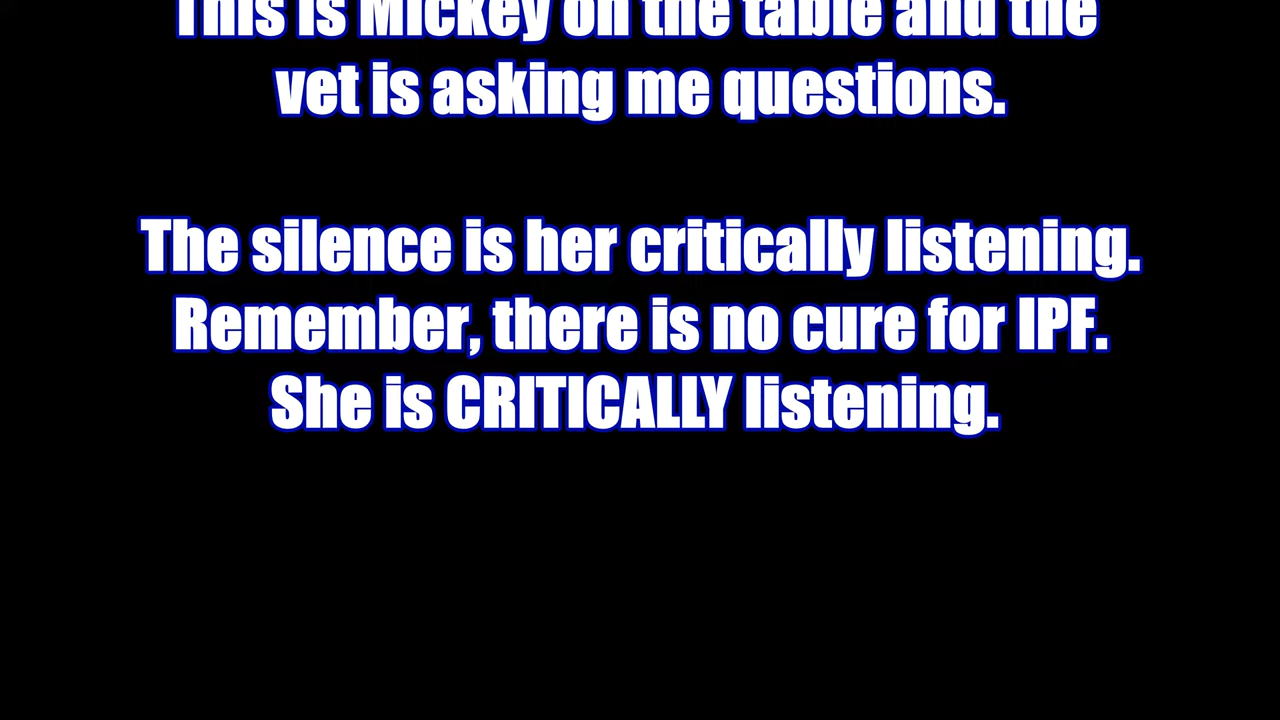 This is Mickey on the table and the
vet is asking me questions.
The silence is her critically listening.
Remember, there is no cure for IPF.
She is CRITICALLY listening.